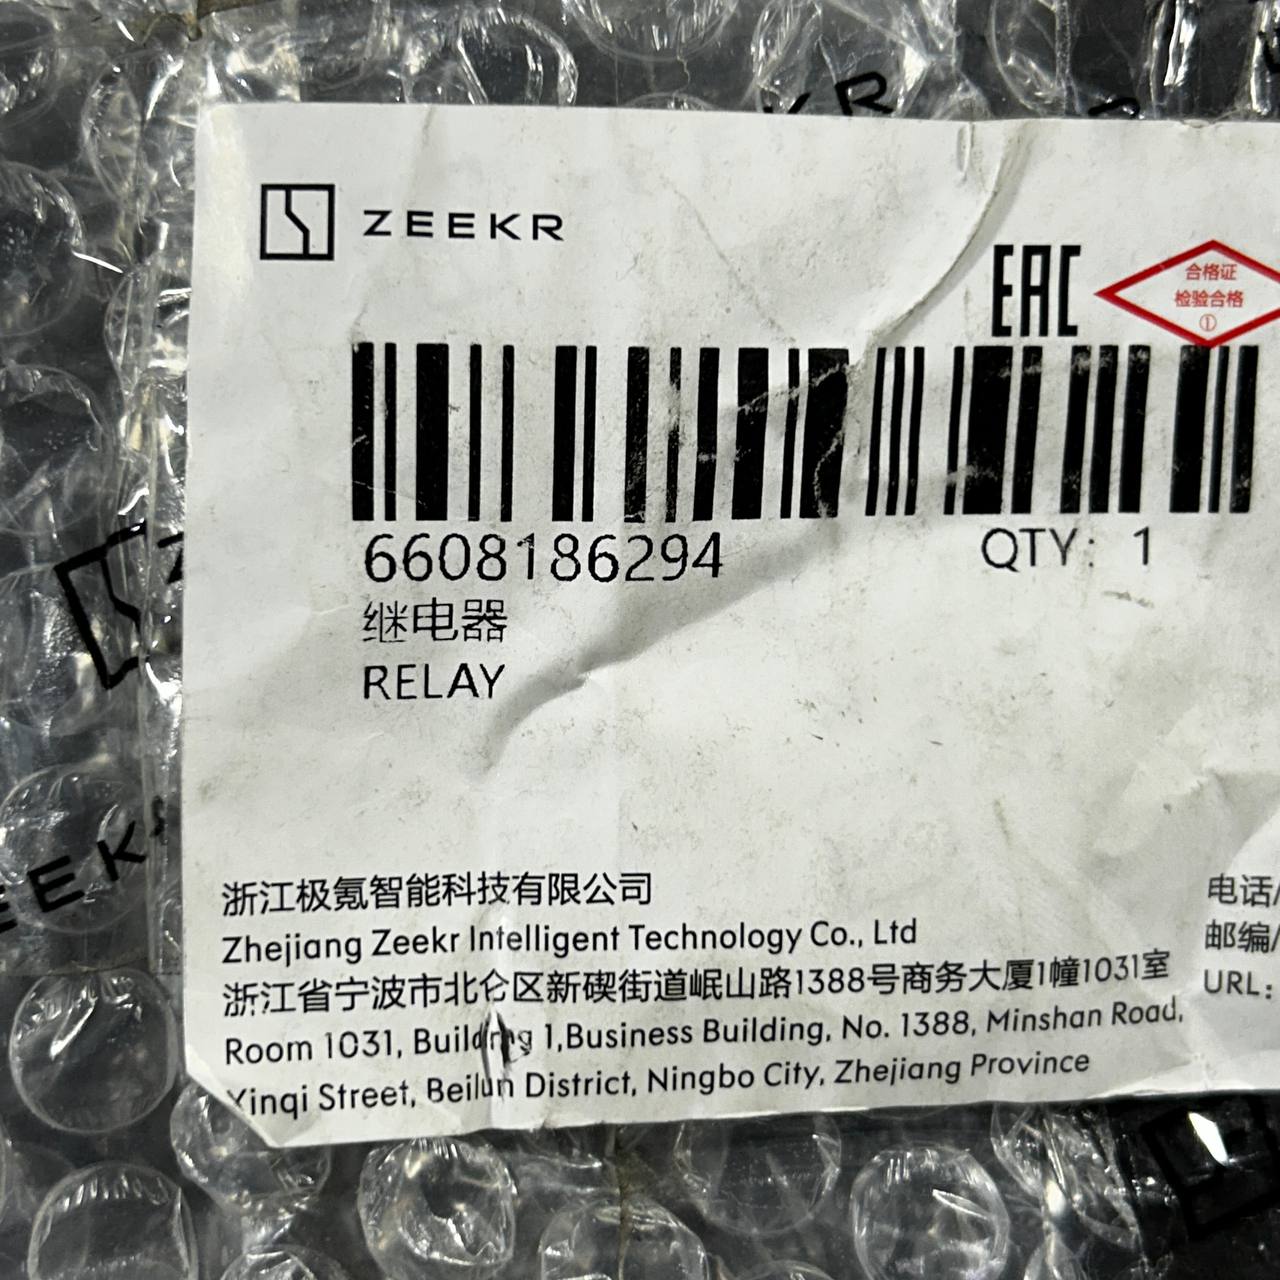 ZEEKR
EAC
合格证
检验合格
①
6608186294
QTY: 1
继电器
RELAY
浙江极氪智能科技有限公司
Zhejiang Zeekr Intelligent Technology Co., Ltd
浙江省宁波市北仑区新碶街道岷山路1388号商务大厦1幢1031室
Room 1031, Building 1,Business Building, No. 1388, Minshan Road,
Xinqi Street, Beilun District, Ningbo City, Zhejiang Province
电话/
邮编/
URL:
ZEEKR